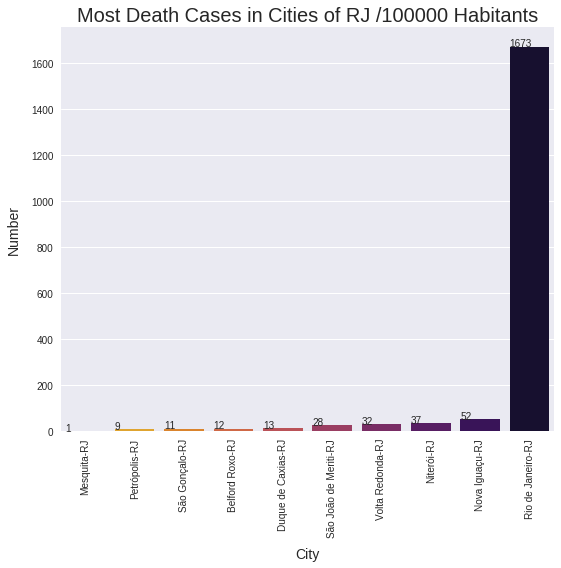 Most Death Cases in Cities of RJ /100000 Habitants
1673
1600
1400
1200
1000
800
600
400
200
0
Number
1
9
11
12
13
28
32
37
52
Mesquita-RJ
Petrópolis-RJ
São Gonçalo-RJ
Belford Roxo-RJ
Duque de Caxias-RJ
São João de Meriti-RJ
Volta Redonda-RJ
Niterói-RJ
Nova Iguaçu-RJ
Rio de Janeiro-RJ
City